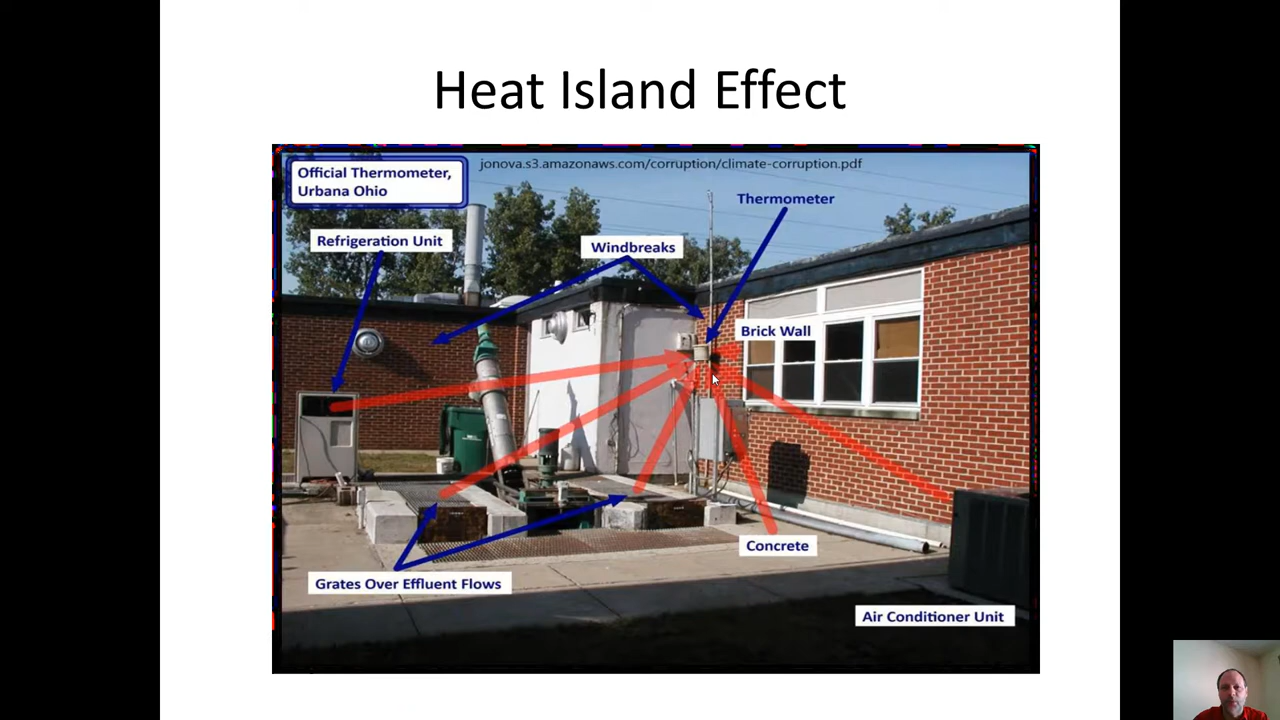 Heat Island Effect
Official Thermometer,
Urbana Ohio
jonova.s3.amazonaws.com/corruption/climate-corruption.pdf
Thermometer
Refrigeration Unit
Windbreaks
Brick Wall
Concrete
Grates Over Effluent Flows
Air Conditioner Unit